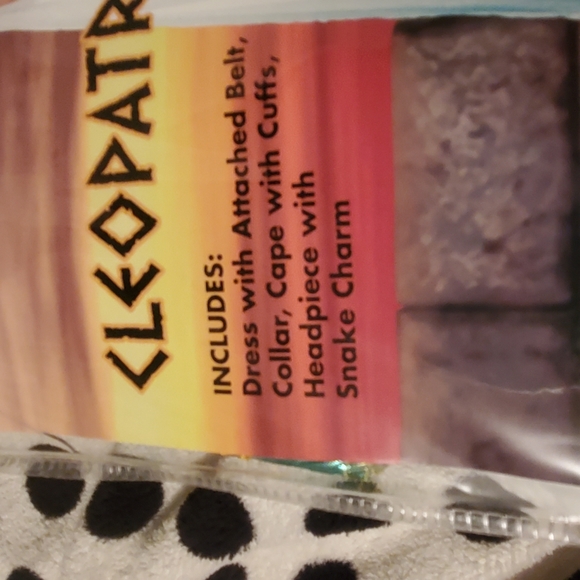 CLEOPATR
INCLUDES:
Dress with Attached Belt,
Collar, Cape with Cuffs,
Headpiece with
Snake Charm